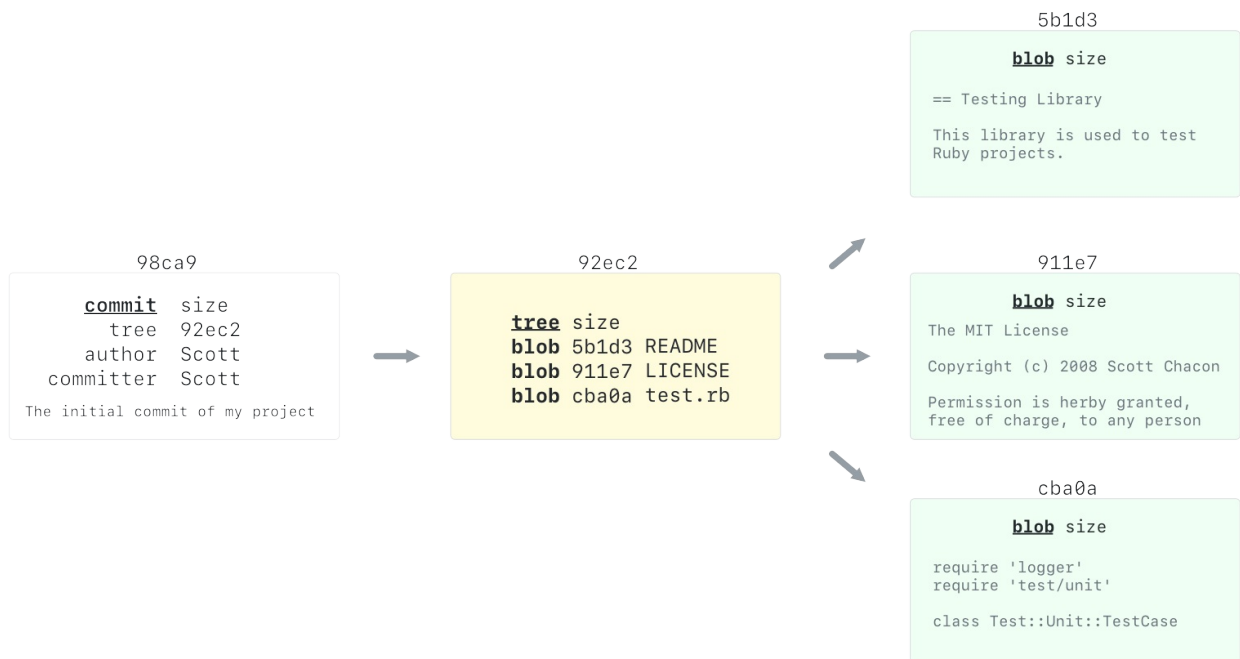 98ca9
commit size
tree 92ec2
author Scott
committer Scott
The initial commit of my project
92ec2
tree size
blob 5b1d3 README
blob 911e7 LICENSE
blob cba0a test.rb
5b1d3
blob size
== Testing Library
This library is used to test
Ruby projects.
911e7
blob size
The MIT License
Copyright (c) 2008 Scott Chacon
Permission is herby granted,
free of charge, to any person
cba0a
blob size
require 'logger'
require 'test/unit'
class Test::Unit::TestCase